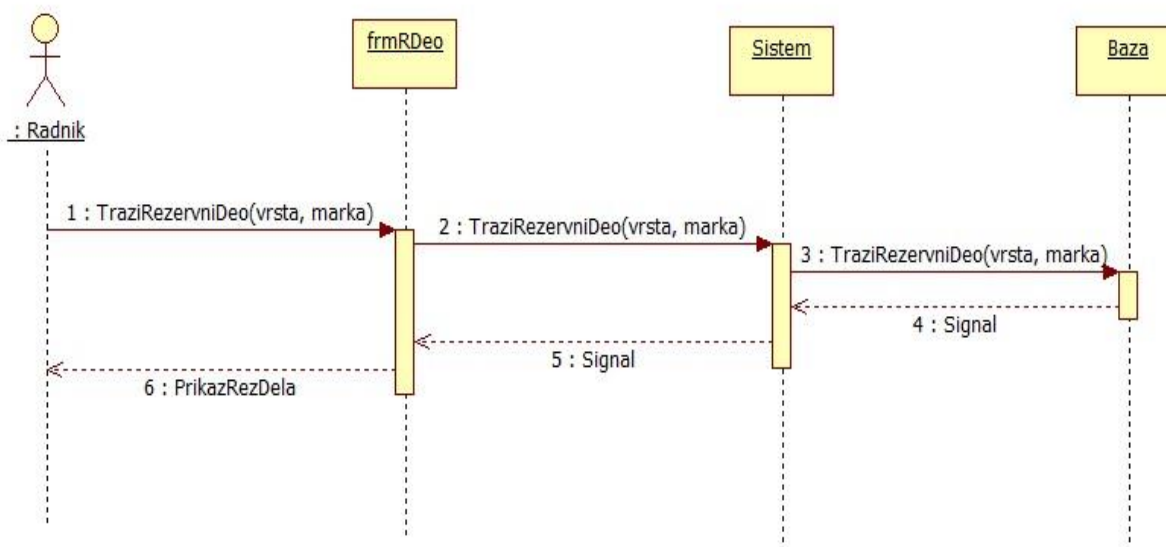 frmRDeo
Sistem
Baza
: Radnik
1 : TraziRezervniDeo(vrsta, marka)
2 : TraziRezervniDeo(vrsta, marka)
3 : TraziRezervniDeo(vrsta, marka)
4 : Signal
5 : Signal
6 : PrikazRezDela